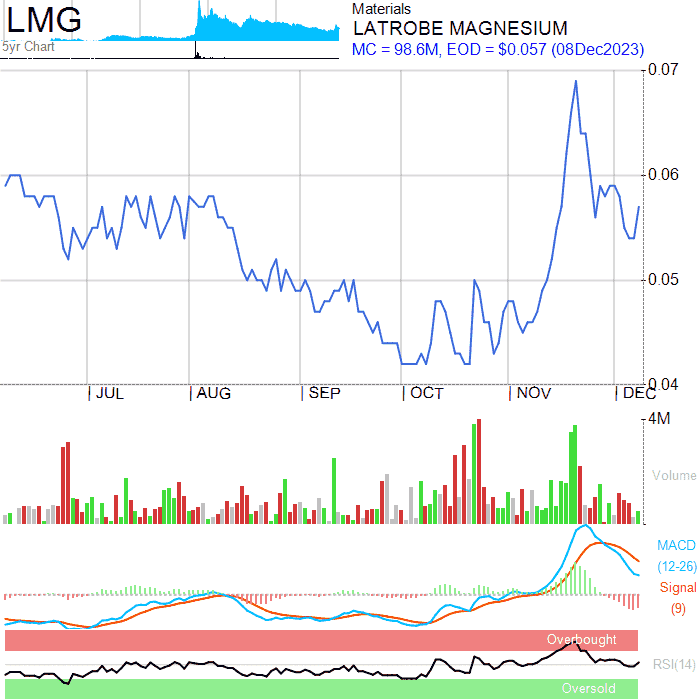 LMG
5yr Chart
Materials
LATROBE MAGNESIUM
MC = 98.6M, EOD = $0.057 (08Dec2023)
0.07
0.06
0.05
0.04
JUL AUG SEP OCT NOV DEC
4M
Volume
MACD
(12-26)
Signal
(9)
Overbought
RSI(14)
Oversold